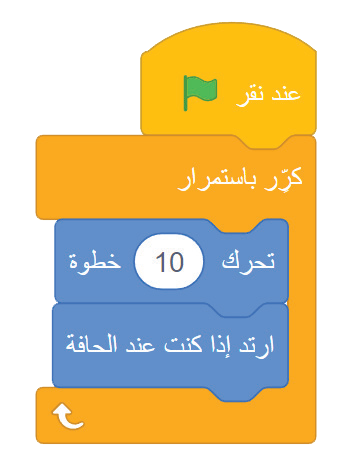 عند نقر
كرِّر باستمرار
تحرك 10 خطوة
ارتد إذا كنت عند الحافة